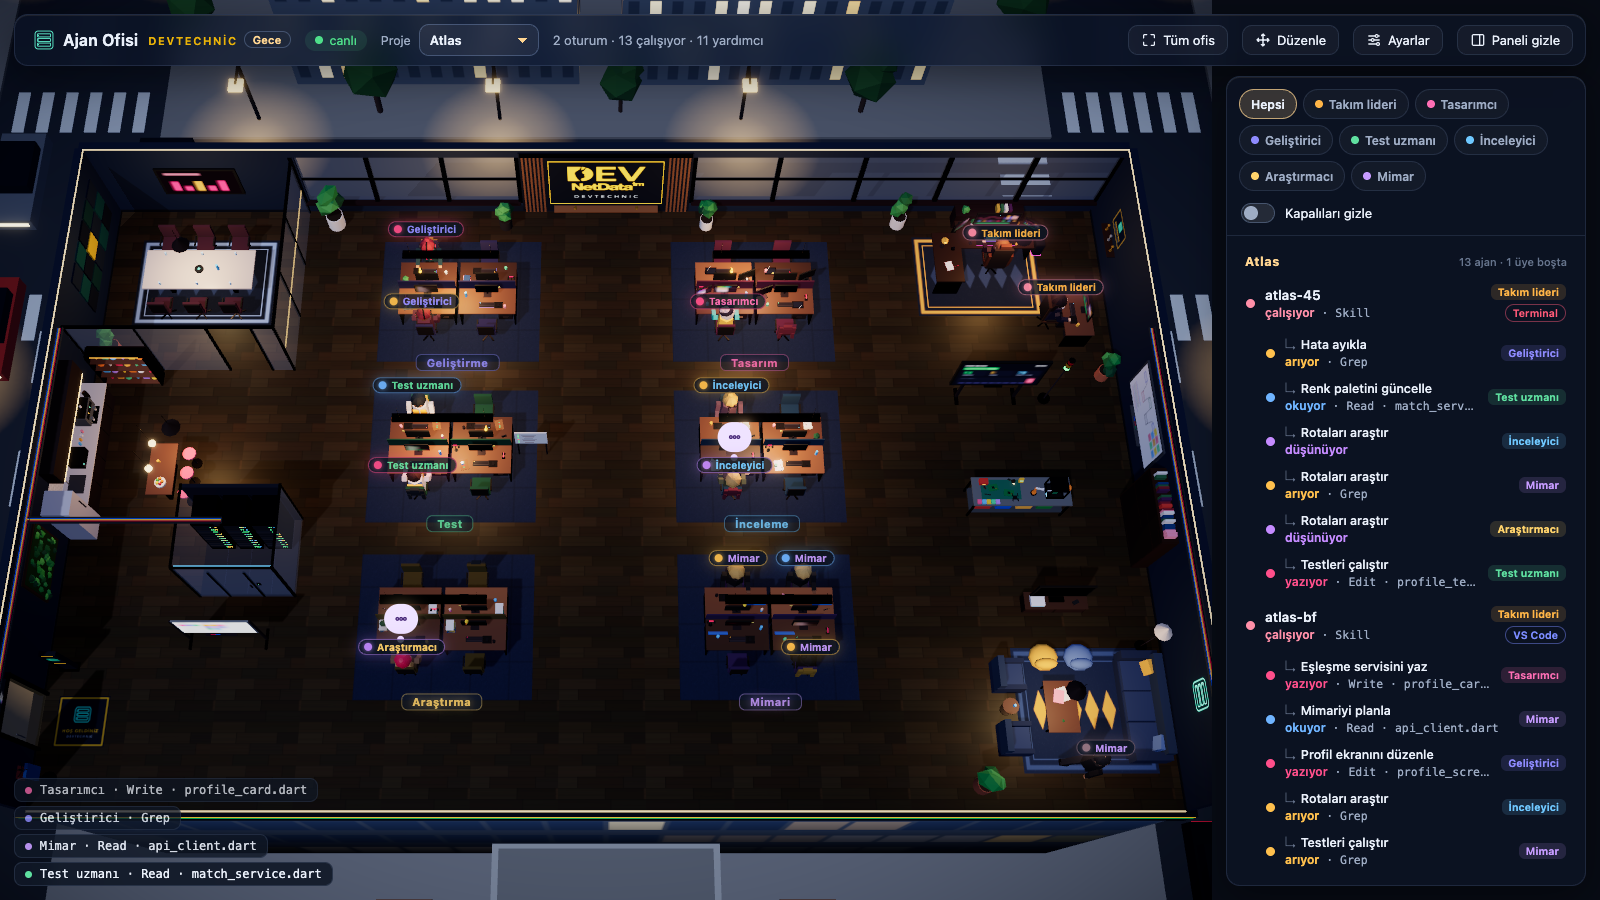 Ajan Ofisi DEVTECHNIC Gece canlı Proje Atlas 2 oturum · 13 çalışıyor · 11 yardımcı
Tüm ofis Düzenle Ayarlar Paneli gizle
DEV
NetData
DEVTECHNIC
Geliştirici
Geliştirici
Geliştirme
Tasarımcı
Tasarım
Takım lideri
Takım lideri
Test uzmanı
Test uzmanı
Test
İnceleyici
İnceleyici
İnceleme
Araştırmacı
Araştırma
Mimar
Mimar
Mimar
Mimari
Mimar
Tasarımcı · Write · profile_card.dart
Geliştirici · Grep
Mimar · Read · api_client.dart
Test uzmanı · Read · match_service.dart
Hepsi Takım lideri Tasarımcı
Geliştirici Test uzmanı İnceleyici
Araştırmacı Mimar
Kapalıları gizle
Atlas 13 ajan · 1 üye boşta
atlas-45 Takım lideri
çalışıyor · Skill Terminal
Hata ayıkla Geliştirici
arıyor · Grep
Renk paletini güncelle Test uzmanı
okuyor · Read · match_serv…
Rotaları araştır İnceleyici
düşünüyor
Rotaları araştır Mimar
arıyor · Grep
Rotaları araştır Araştırmacı
düşünüyor
Testleri çalıştır Test uzmanı
yazıyor · Edit · profile_te…
atlas-bf Takım lideri
çalışıyor · Skill VS Code
Eşleşme servisini yaz Tasarımcı
yazıyor · Write · profile_car…
Mimariyi planla Mimar
okuyor · Read · api_client.dart
Profil ekranını düzenle Geliştirici
yazıyor · Edit · profile_scre…
Rotaları araştır İnceleyici
arıyor · Grep
Testleri çalıştır Mimar
arıyor · Grep